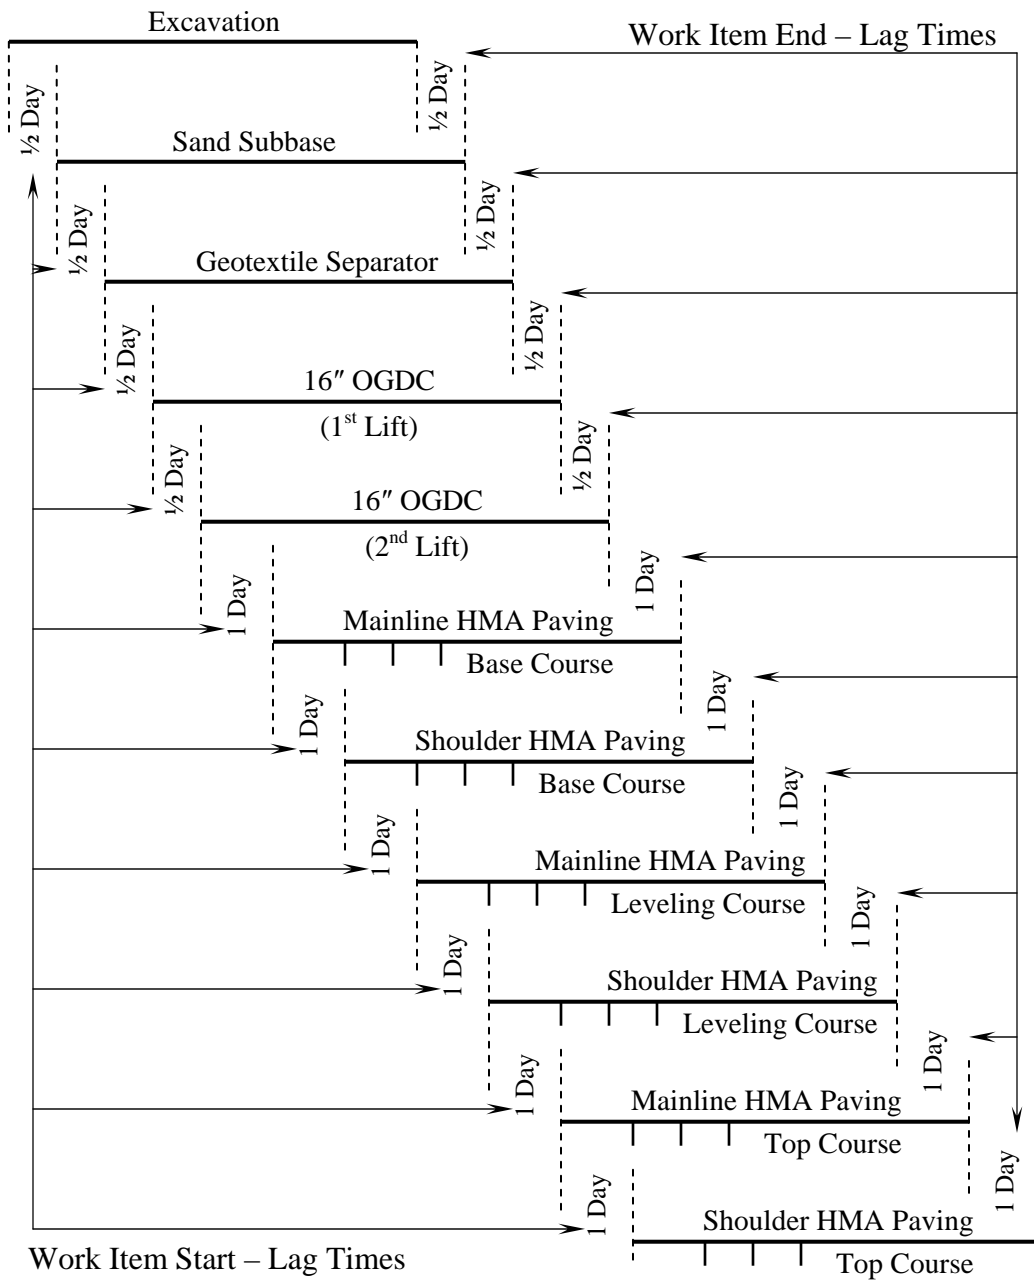 Excavation
Work Item End – Lag Times
½ Day
½ Day
Sand Subbase
½ Day
½ Day
Geotextile Separator
½ Day
½ Day
16″ OGDC
(1st Lift)
½ Day
½ Day
16″ OGDC
(2nd Lift)
1 Day
1 Day
Mainline HMA Paving
Base Course
1 Day
1 Day
Shoulder HMA Paving
Base Course
1 Day
1 Day
Mainline HMA Paving
Leveling Course
1 Day
1 Day
Shoulder HMA Paving
Leveling Course
1 Day
1 Day
Mainline HMA Paving
Top Course
1 Day
1 Day
Shoulder HMA Paving
Top Course
Work Item Start – Lag Times